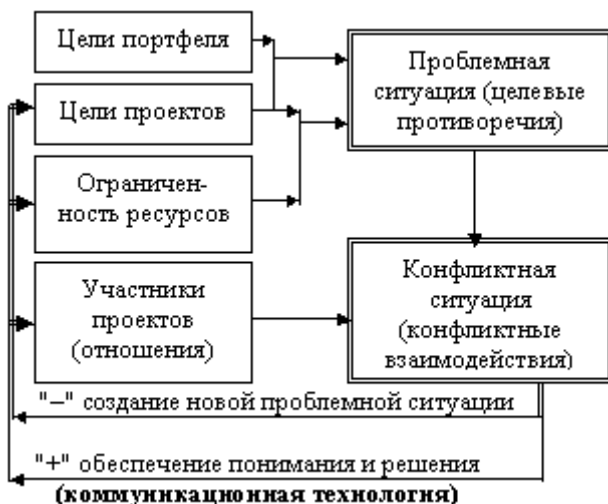 Цели портфеля
Цели проектов
Ограничен-
ность ресурсов
Участники
проектов
(отношения)
Проблемная
ситуация (целевые
противоречия)
Конфликтная
ситуация
(конфликтные
взаимодействия)
"–" создание новой проблемной ситуации
"+" обеспечение понимания и решения
(коммуникационная технология)